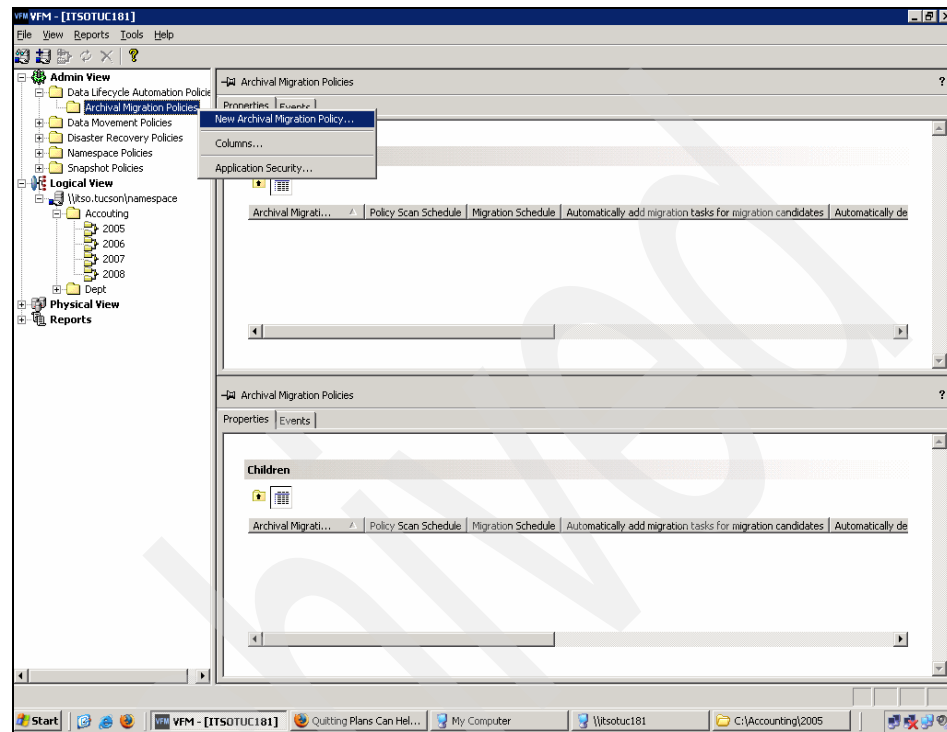 VFM VFM - [ITSOTUC181]
File View Reports Tools Help
Admin View
Data Lifecycle Automation Policie
Archival Migration Policies
Data Movement Policies
Disaster Recovery Policies
Namespace Policies
Snapshot Policies
Logical View
\\itso.tucson\namespace
Accouting
2005
2006
2007
2008
Dept
Physical View
Reports
New Archival Migration Policy...
Columns...
Application Security...
Archival Migration Policies ?
Properties Events
Archival Migrati... Policy Scan Schedule Migration Schedule Automatically add migration tasks for migration candidates Automatically de
Archival Migration Policies ?
Properties Events
Children
Archival Migrati... Policy Scan Schedule Migration Schedule Automatically add migration tasks for migration candidates Automatically de
Start VFM VFM - [ITSOTUC181] Quitting Plans Can Hel... My Computer \\itsotuc181 C:\Accounting\2005